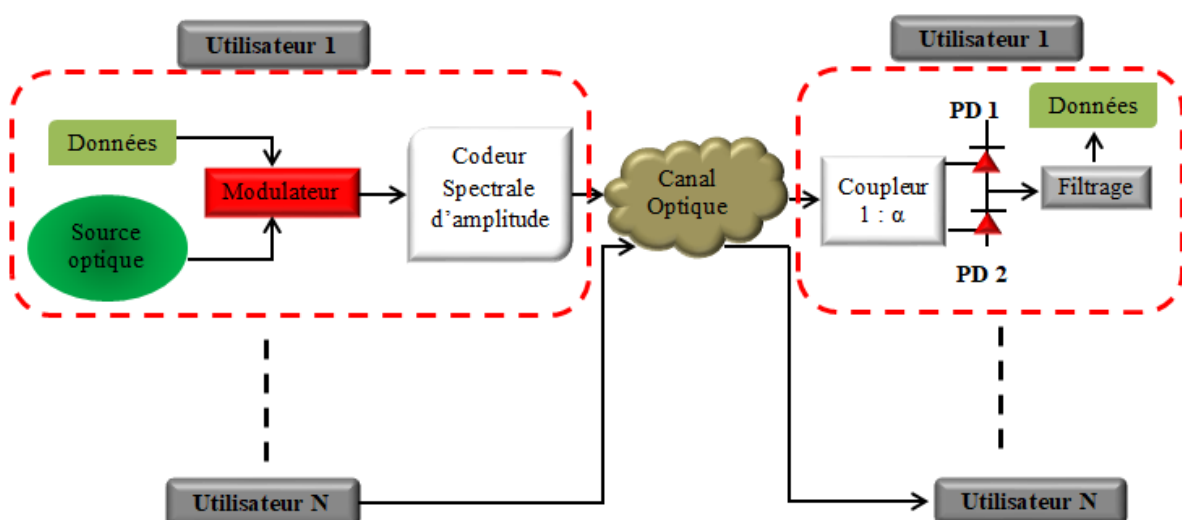 Utilisateur 1
Données
Source
optique
Modulateur
Codeur
Spectrale
d'amplitude
Canal
Optique
Utilisateur 1
Coupleur
1 : α
PD 1
PD 2
Données
Filtrage
Utilisateur N
Utilisateur N